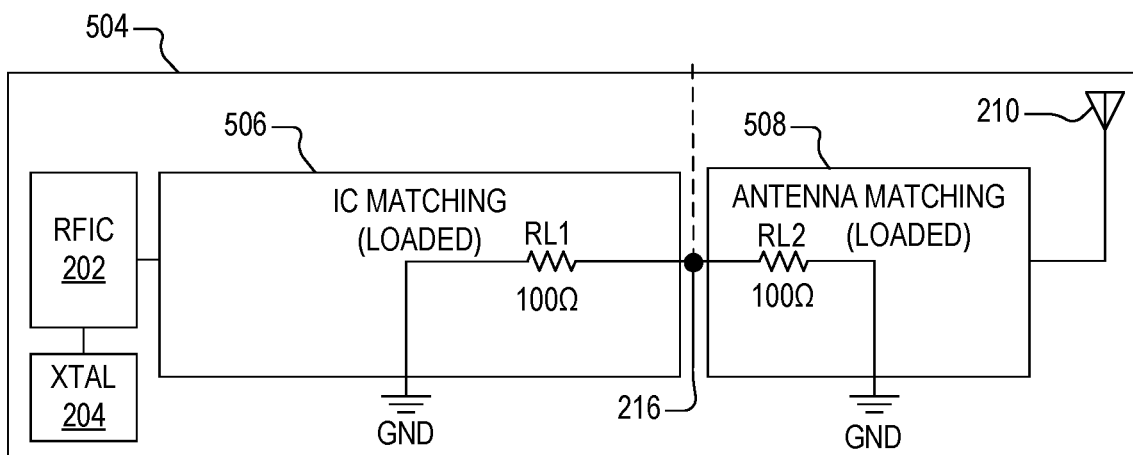 504
506
508
210
RFIC
202
XTAL
204
IC MATCHING
(LOADED)
RL1
100Ω
GND
216
ANTENNA MATCHING
RL2 (LOADED)
100Ω
GND